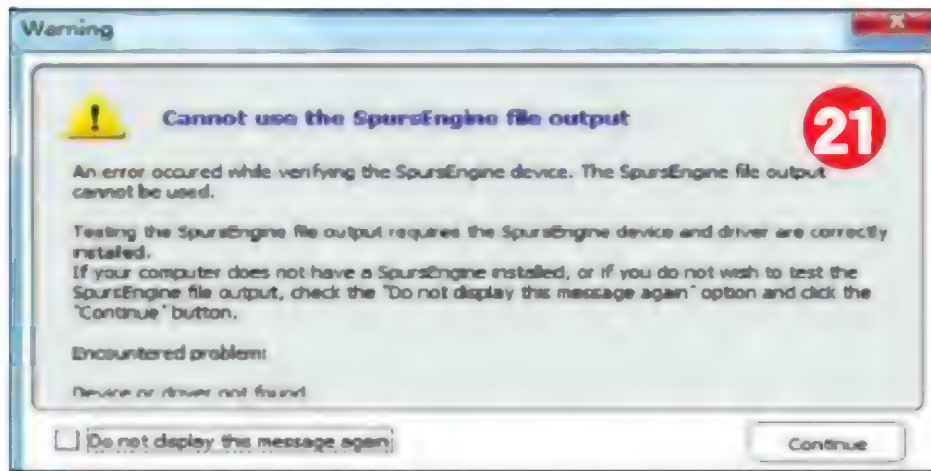 Warning
Cannot use the SpursEngine file output
21
An error occured while verifying the SpursEngine device. The SpursEngine file output
cannot be used.
Testing the SpursEngine file output requires the SpursEngine device and driver are correctly
installed.
If your computer does not have a SpursEngine installed, or if you do not wish to test the
SpursEngine file output, check the "Do not display this message again" option and click the
"Continue" button.
Encountered problem:
Device or driver not found
Do not display this message again
Continue